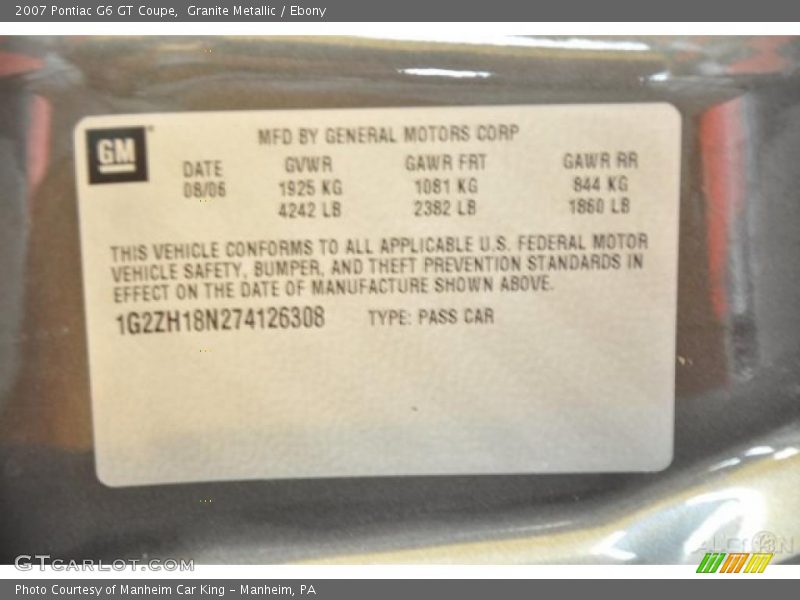 2007 Pontiac G6 GT Coupe,  Granite Metallic / Ebony
GM
MFD BY GENERAL MOTORS CORP
DATE GVWR GAWR FRT GAWR RR
08/06 1925 KG 1081 KG 844 KG
4242 LB 2382 LB 1860 LB
THIS VEHICLE CONFORMS TO ALL APPLICABLE U.S. FEDERAL MOTOR
VEHICLE SAFETY, BUMPER, AND THEFT PREVENTION STANDARDS IN
EFFECT ON THE DATE OF MANUFACTURE SHOWN ABOVE.
1G2ZH18N274126308 TYPE: PASS CAR
GTCARLOT.COM
Photo Courtesy of Manheim Car King - Manheim, PA